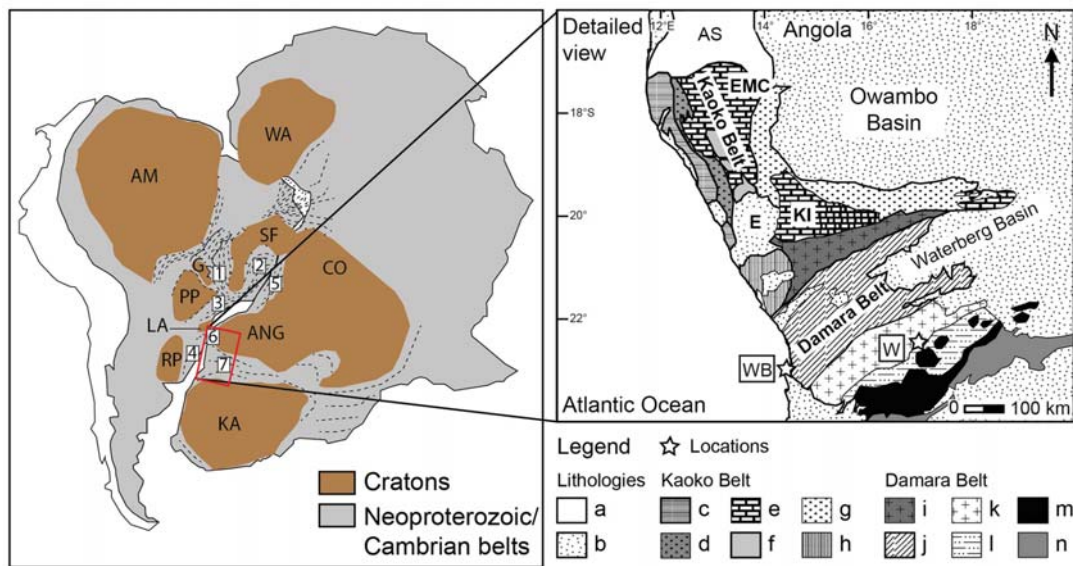 AM
WA
SF
G
1
2
CO
5
PP
3
LA
ANG
6
RP
4
7
KA
Cratons
Neoproterozoic/
Cambrian belts
Detailed
view
12°E
14°
18°
AS
Angola
N
EMC
Kaoko Belt
Owambo
Basin
18°S
20°
E
KI
Waterberg Basin
Damara Belt
22°
W
WB
Atlantic Ocean
0 100 km
Legend
Locations
Lithologies
Kaoko Belt
Damara Belt
a
c
e
g
i
k
m
b
d
f
h
j
l
n